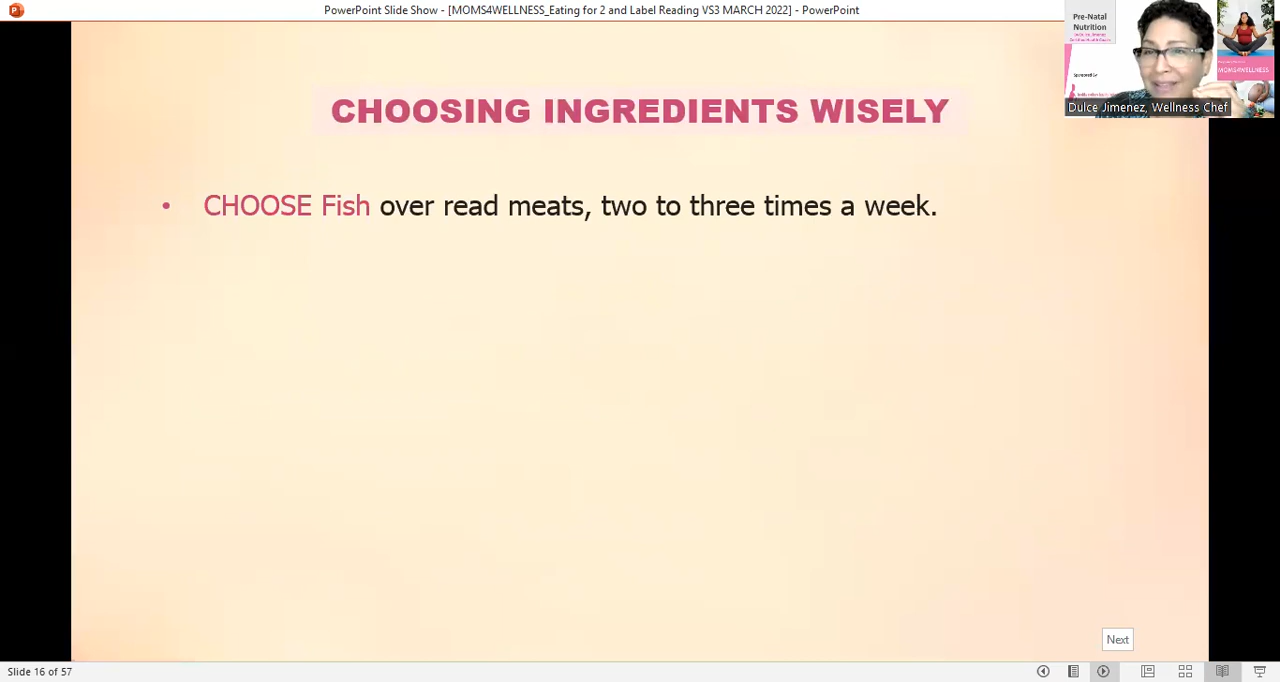 PowerPoint Slide Show - [MOMS4WELLNESS_Eating for 2 and Label Reading VS3 MARCH 2022] - PowerPoint
Pre-Natal
Nutrition
Sponsored by
MOMS4WELLNESS
Dulce Jimenez, Wellness Chef
CHOOSING INGREDIENTS WISELY
• CHOOSE Fish over read meats, two to three times a week.
Next
Slide 16 of 57